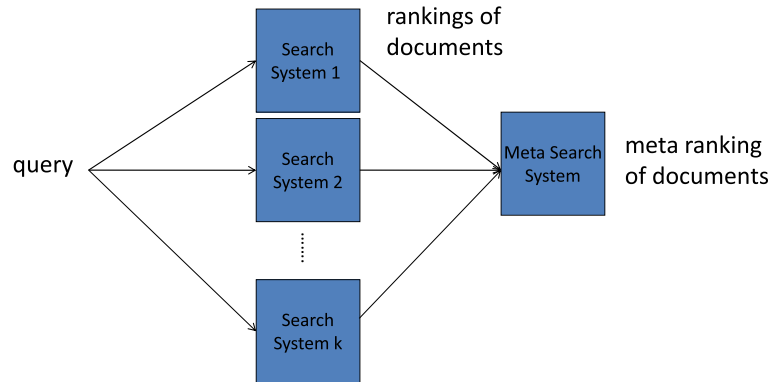 rankings of
documents
Search
System 1
query
Search
System 2
Meta Search
System
meta ranking
of documents
Search
System k